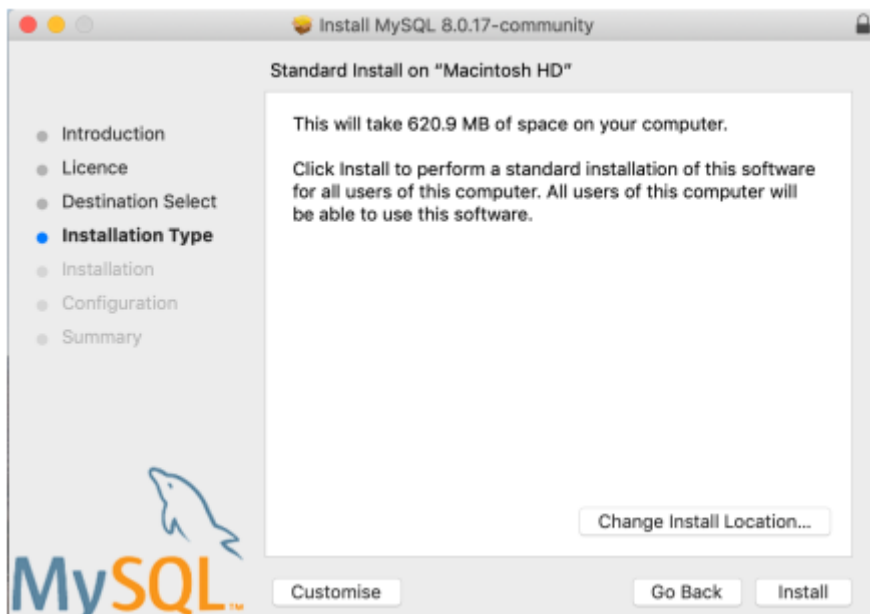 Install MySQL 8.0.17-community
Standard Install on “Macintosh HD”
Introduction
Licence
Destination Select
Installation Type
Installation
Configuration
Summary
This will take 620.9 MB of space on your computer.
Click Install to perform a standard installation of this software
for all users of this computer. All users of this computer will
be able to use this software.
Change Install Location...
MySQL™
Customise
Go Back
Install